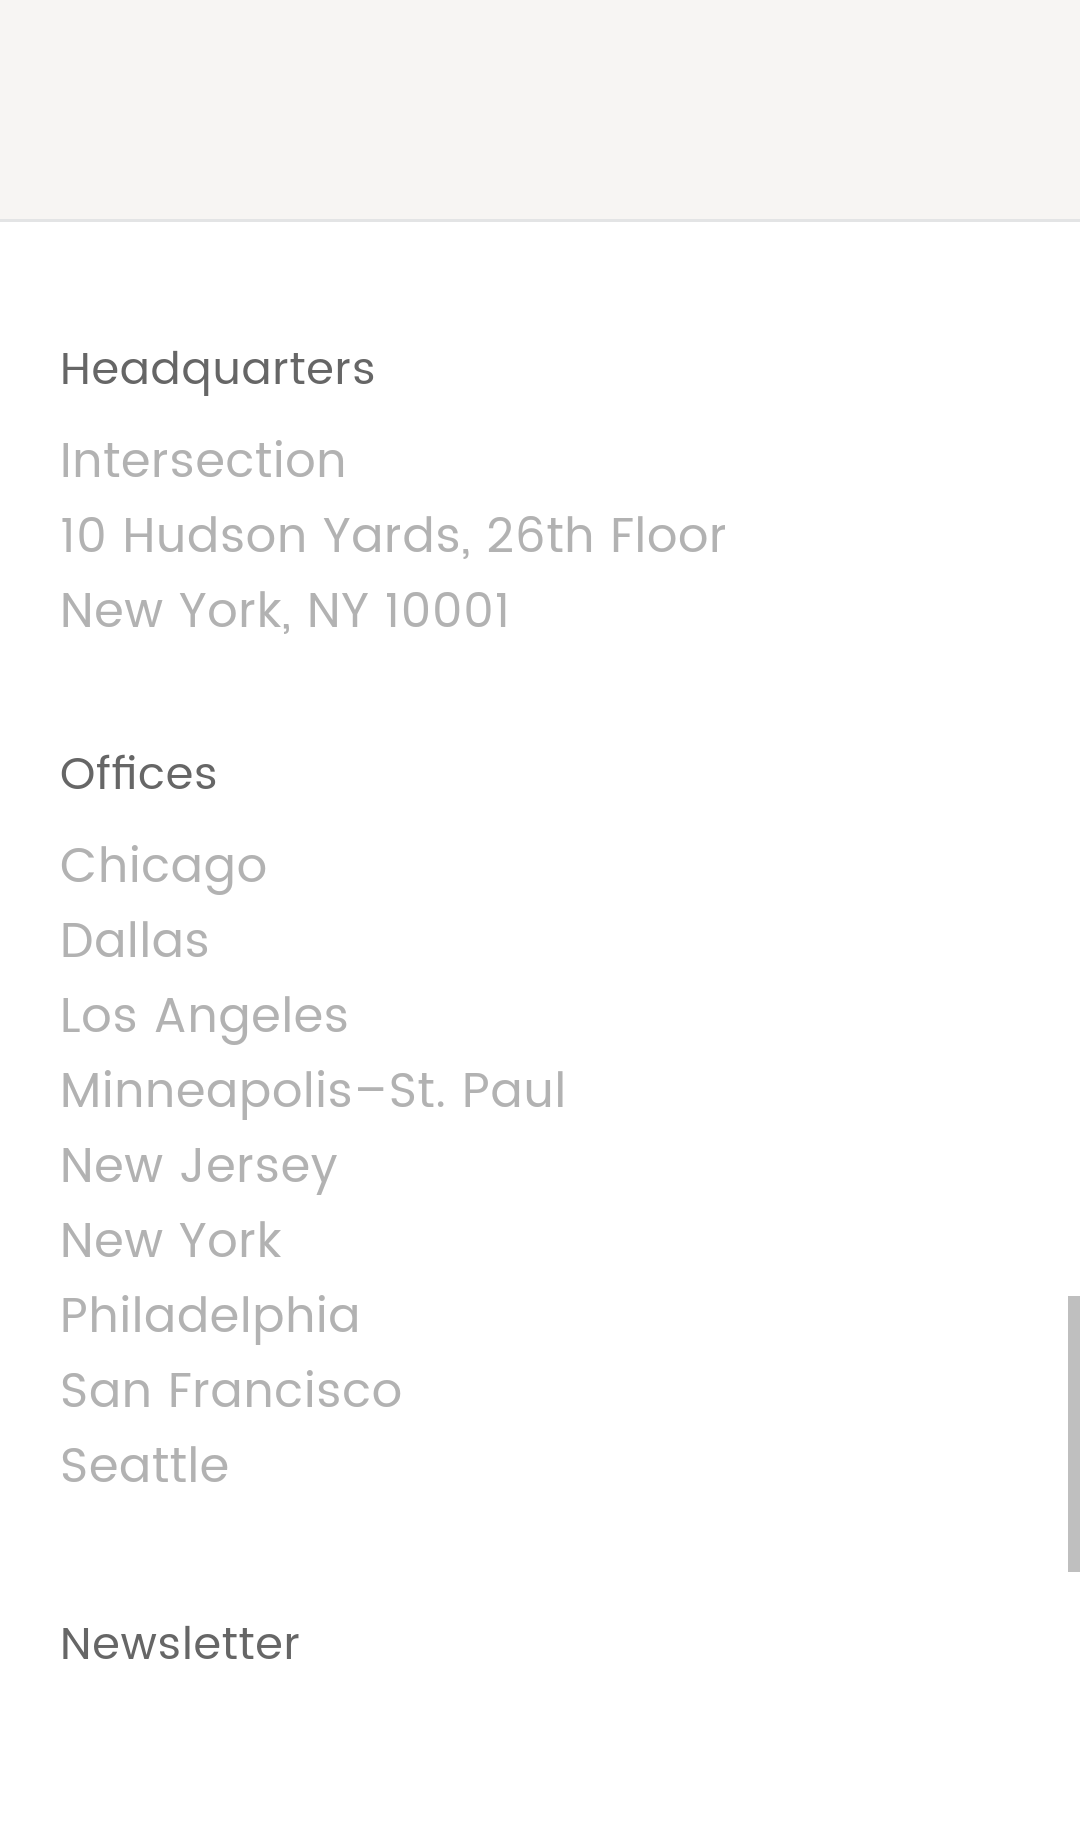 Headquarters
Intersection
10 Hudson Yards, 26th Floor
New York, NY 10001
Offices
Chicago
Dallas
Los Angeles
Minneapolis–St. Paul
New Jersey
New York
Philadelphia
San Francisco
Seattle
Newsletter